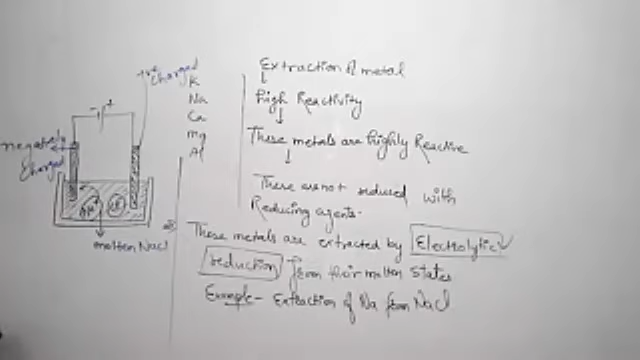 +ve charged
- +
negatively
charged
Na+ Cl-
molten NaCl
K
Na
Ca
Mg
Al
Extraction of metal
↓
high Reactivity
↓
These metals are highly Reactive
↓
These are not reduced with
Reducing agents.
These metals are extracted by Electrolytic
reduction from their molten states
Example - Extraction of Na from NaCl